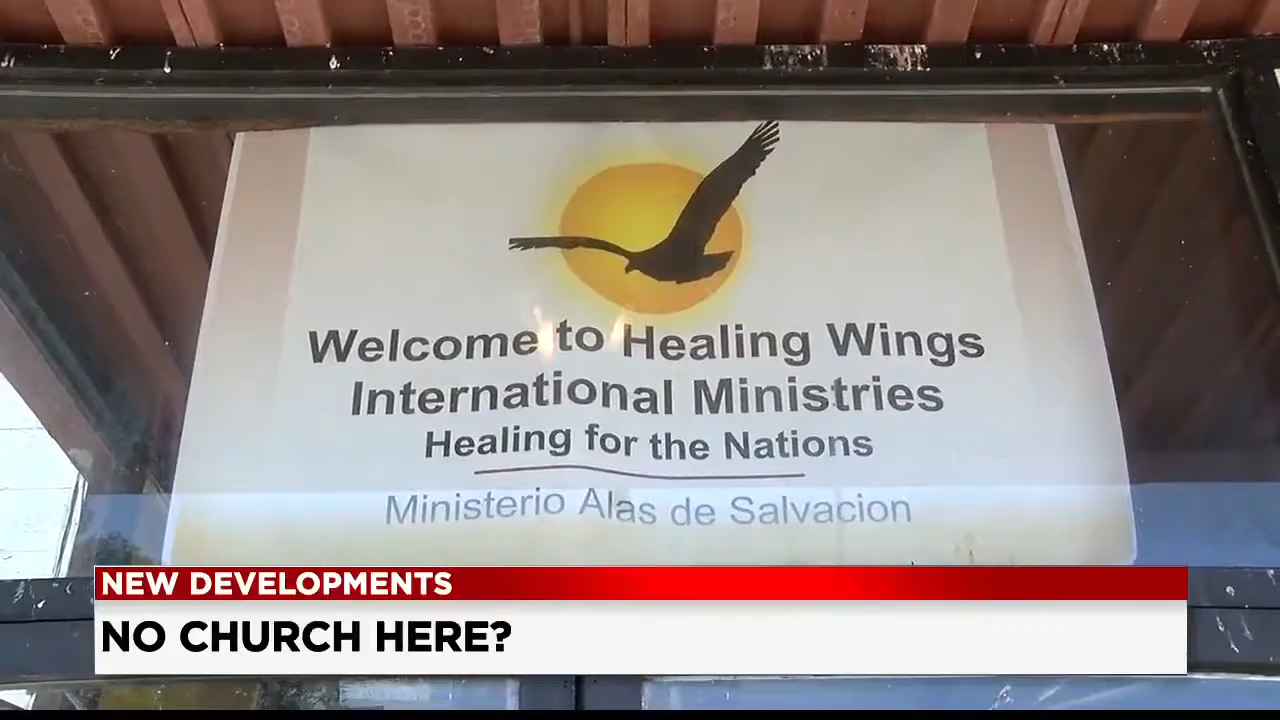 Welcome to Healing Wings
International Ministries
Healing for the Nations
Ministerio Alas de Salvacion
NEW DEVELOPMENTS
NO CHURCH HERE?